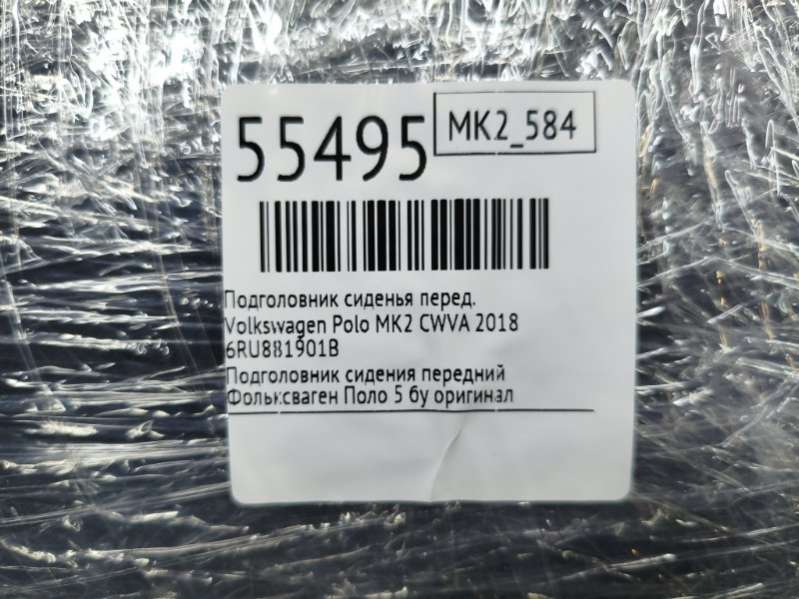 55495
MK2_584
Подголовник сиденья перед.
Volkswagen Polo MK2 CWVA 2018
6RU881901B
Подголовник сидения передний
Фольксваген Поло 5 бу оригинал